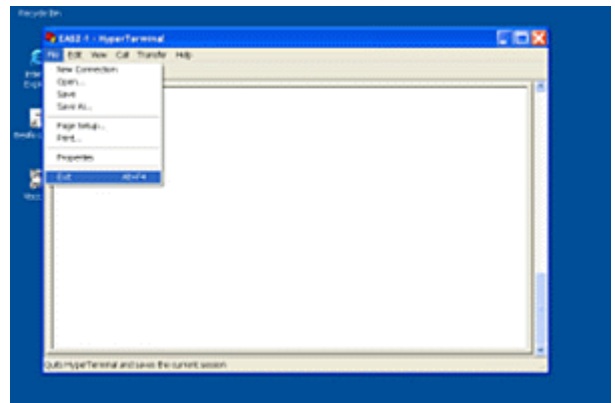 Recycle Bin
EASE-1 - HyperTerminal
File Edit View Call Transfer Help
New Connection
Open...
Save
Save As...
Page Setup...
Print...
Properties
Exit Alt+F4
Quits HyperTerminal and saves the current session